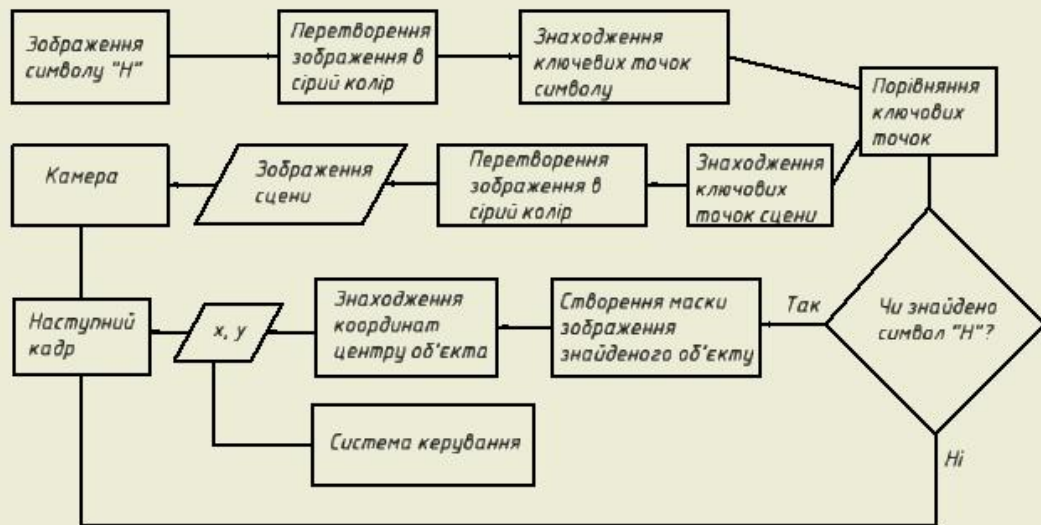 Зображення
символу "Н"
Перетворення
зображення в
сірий колір
Знаходження
ключевих точок
символу
Порівняння
ключових
точок
Камера
Зображення
сцени
Перетворення
зображення в
сірий колір
Знаходження
ключових
точок сцени
Наступний
кадр
х, у
Знаходження
координат
центру об'єкта
Створення маски
зображення
знайденого об'єкту
Так
Чи знайдено
символ "Н"?
Система керування
Ні